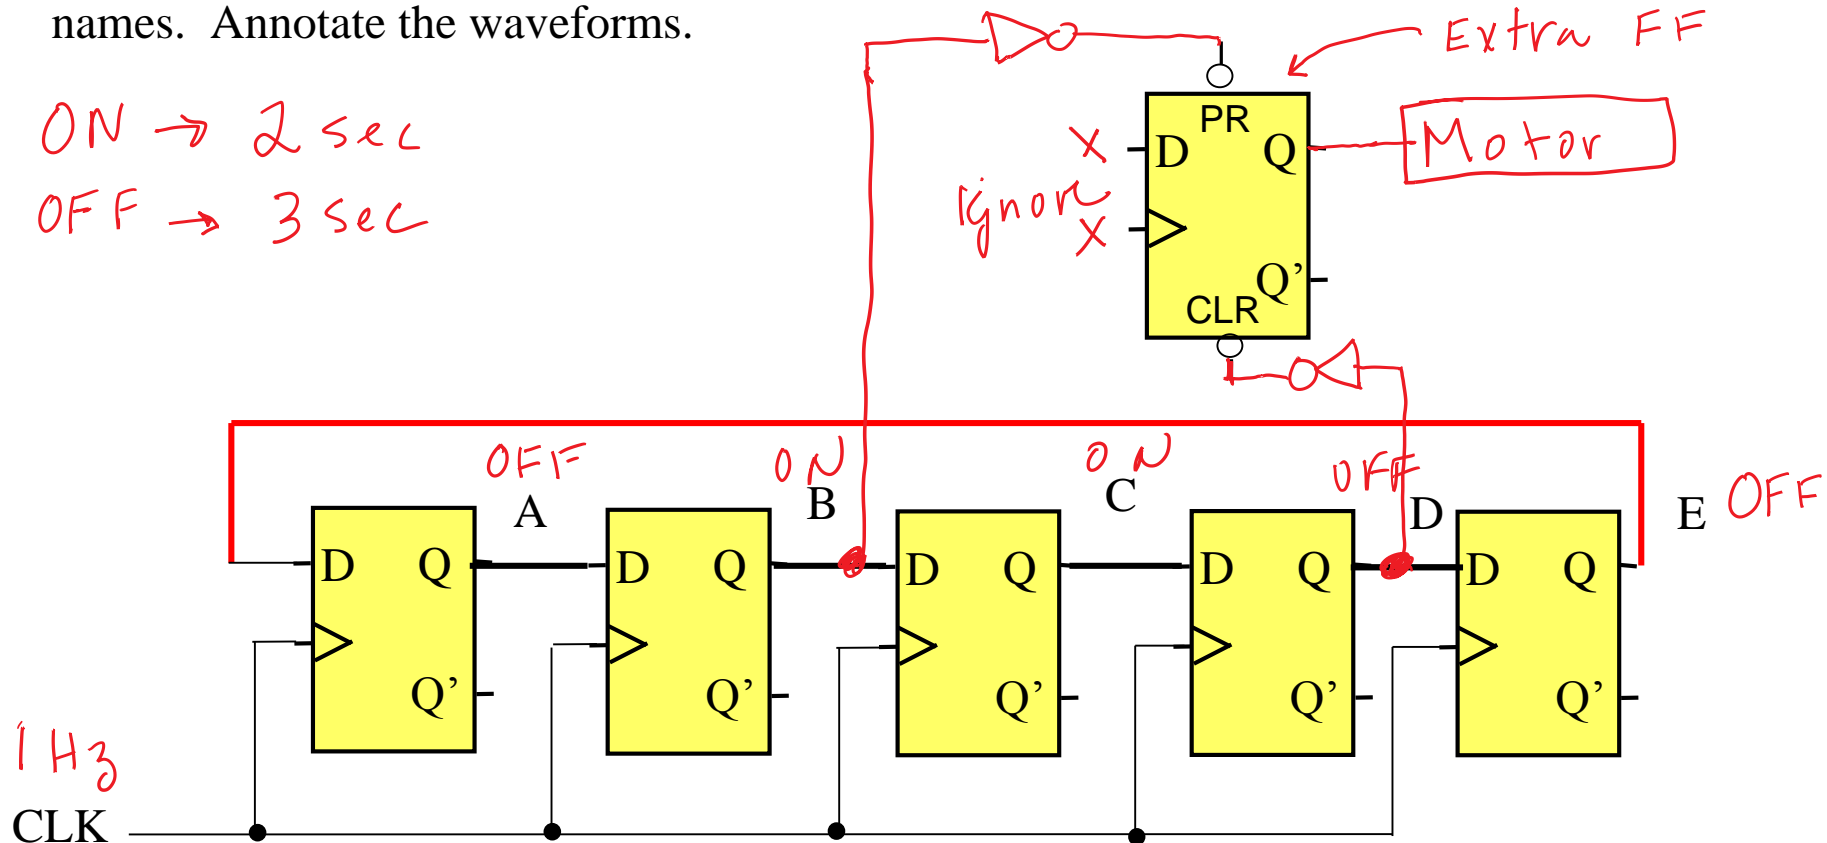 names. Annotate the waveforms.
Extra FF
ON → 2 sec
OFF → 3 sec
PR
X D Q Motor
ignore
X
Q’
CLR
OFF ON ON OFF
A B C D E OFF
D Q D Q D Q D Q D Q
Q’ Q’ Q’ Q’ Q’
1 Hz
CLK